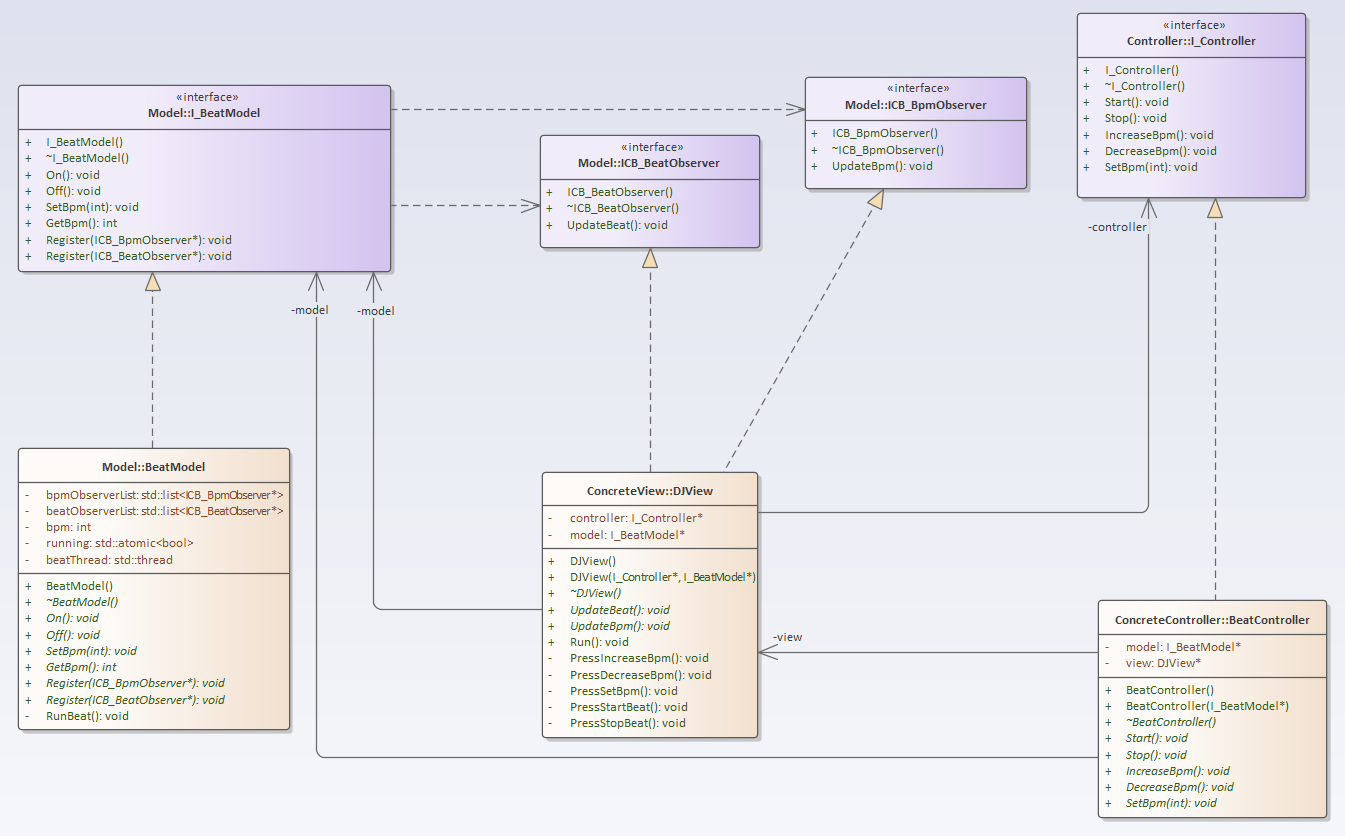 «interface»
Model::I_BeatModel
+ I_BeatModel()
+ ~I_BeatModel()
+ On(): void
+ Off(): void
+ SetBpm(int): void
+ GetBpm(): int
+ Register(ICB_BpmObserver*): void
+ Register(ICB_BeatObserver*): void
«interface»
Model::ICB_BeatObserver
+ ICB_BeatObserver()
+ ~ICB_BeatObserver()
+ UpdateBeat(): void
«interface»
Model::ICB_BpmObserver
+ ICB_BpmObserver()
+ ~ICB_BpmObserver()
+ UpdateBpm(): void
«interface»
Controller::I_Controller
+ I_Controller()
+ ~I_Controller()
+ Start(): void
+ Stop(): void
+ IncreaseBpm(): void
+ DecreaseBpm(): void
+ SetBpm(int): void
-controller
-model
-model
Model::BeatModel
- bpmObserverList: std::list<ICB_BpmObserver*>
- beatObserverList: std::list<ICB_BeatObserver*>
- bpm: int
- running: std::atomic<bool>
- beatThread: std::thread
+ BeatModel()
+ ~BeatModel()
+ On(): void
+ Off(): void
+ SetBpm(int): void
+ GetBpm(): int
+ Register(ICB_BpmObserver*): void
+ Register(ICB_BeatObserver*): void
- RunBeat(): void
ConcreteView::DJView
- controller: I_Controller*
- model: I_BeatModel*
+ DJView()
+ DJView(I_Controller*, I_BeatModel*)
+ ~DJView()
+ UpdateBeat(): void
+ UpdateBpm(): void
+ Run(): void
- PressIncreaseBpm(): void
- PressDecreaseBpm(): void
- PressSetBpm(): void
- PressStartBeat(): void
- PressStopBeat(): void
-view
ConcreteController::BeatController
- model: I_BeatModel*
- view: DJView*
+ BeatController()
+ BeatController(I_BeatModel*)
+ ~BeatController()
+ Start(): void
+ Stop(): void
+ IncreaseBpm(): void
+ DecreaseBpm(): void
+ SetBpm(int): void